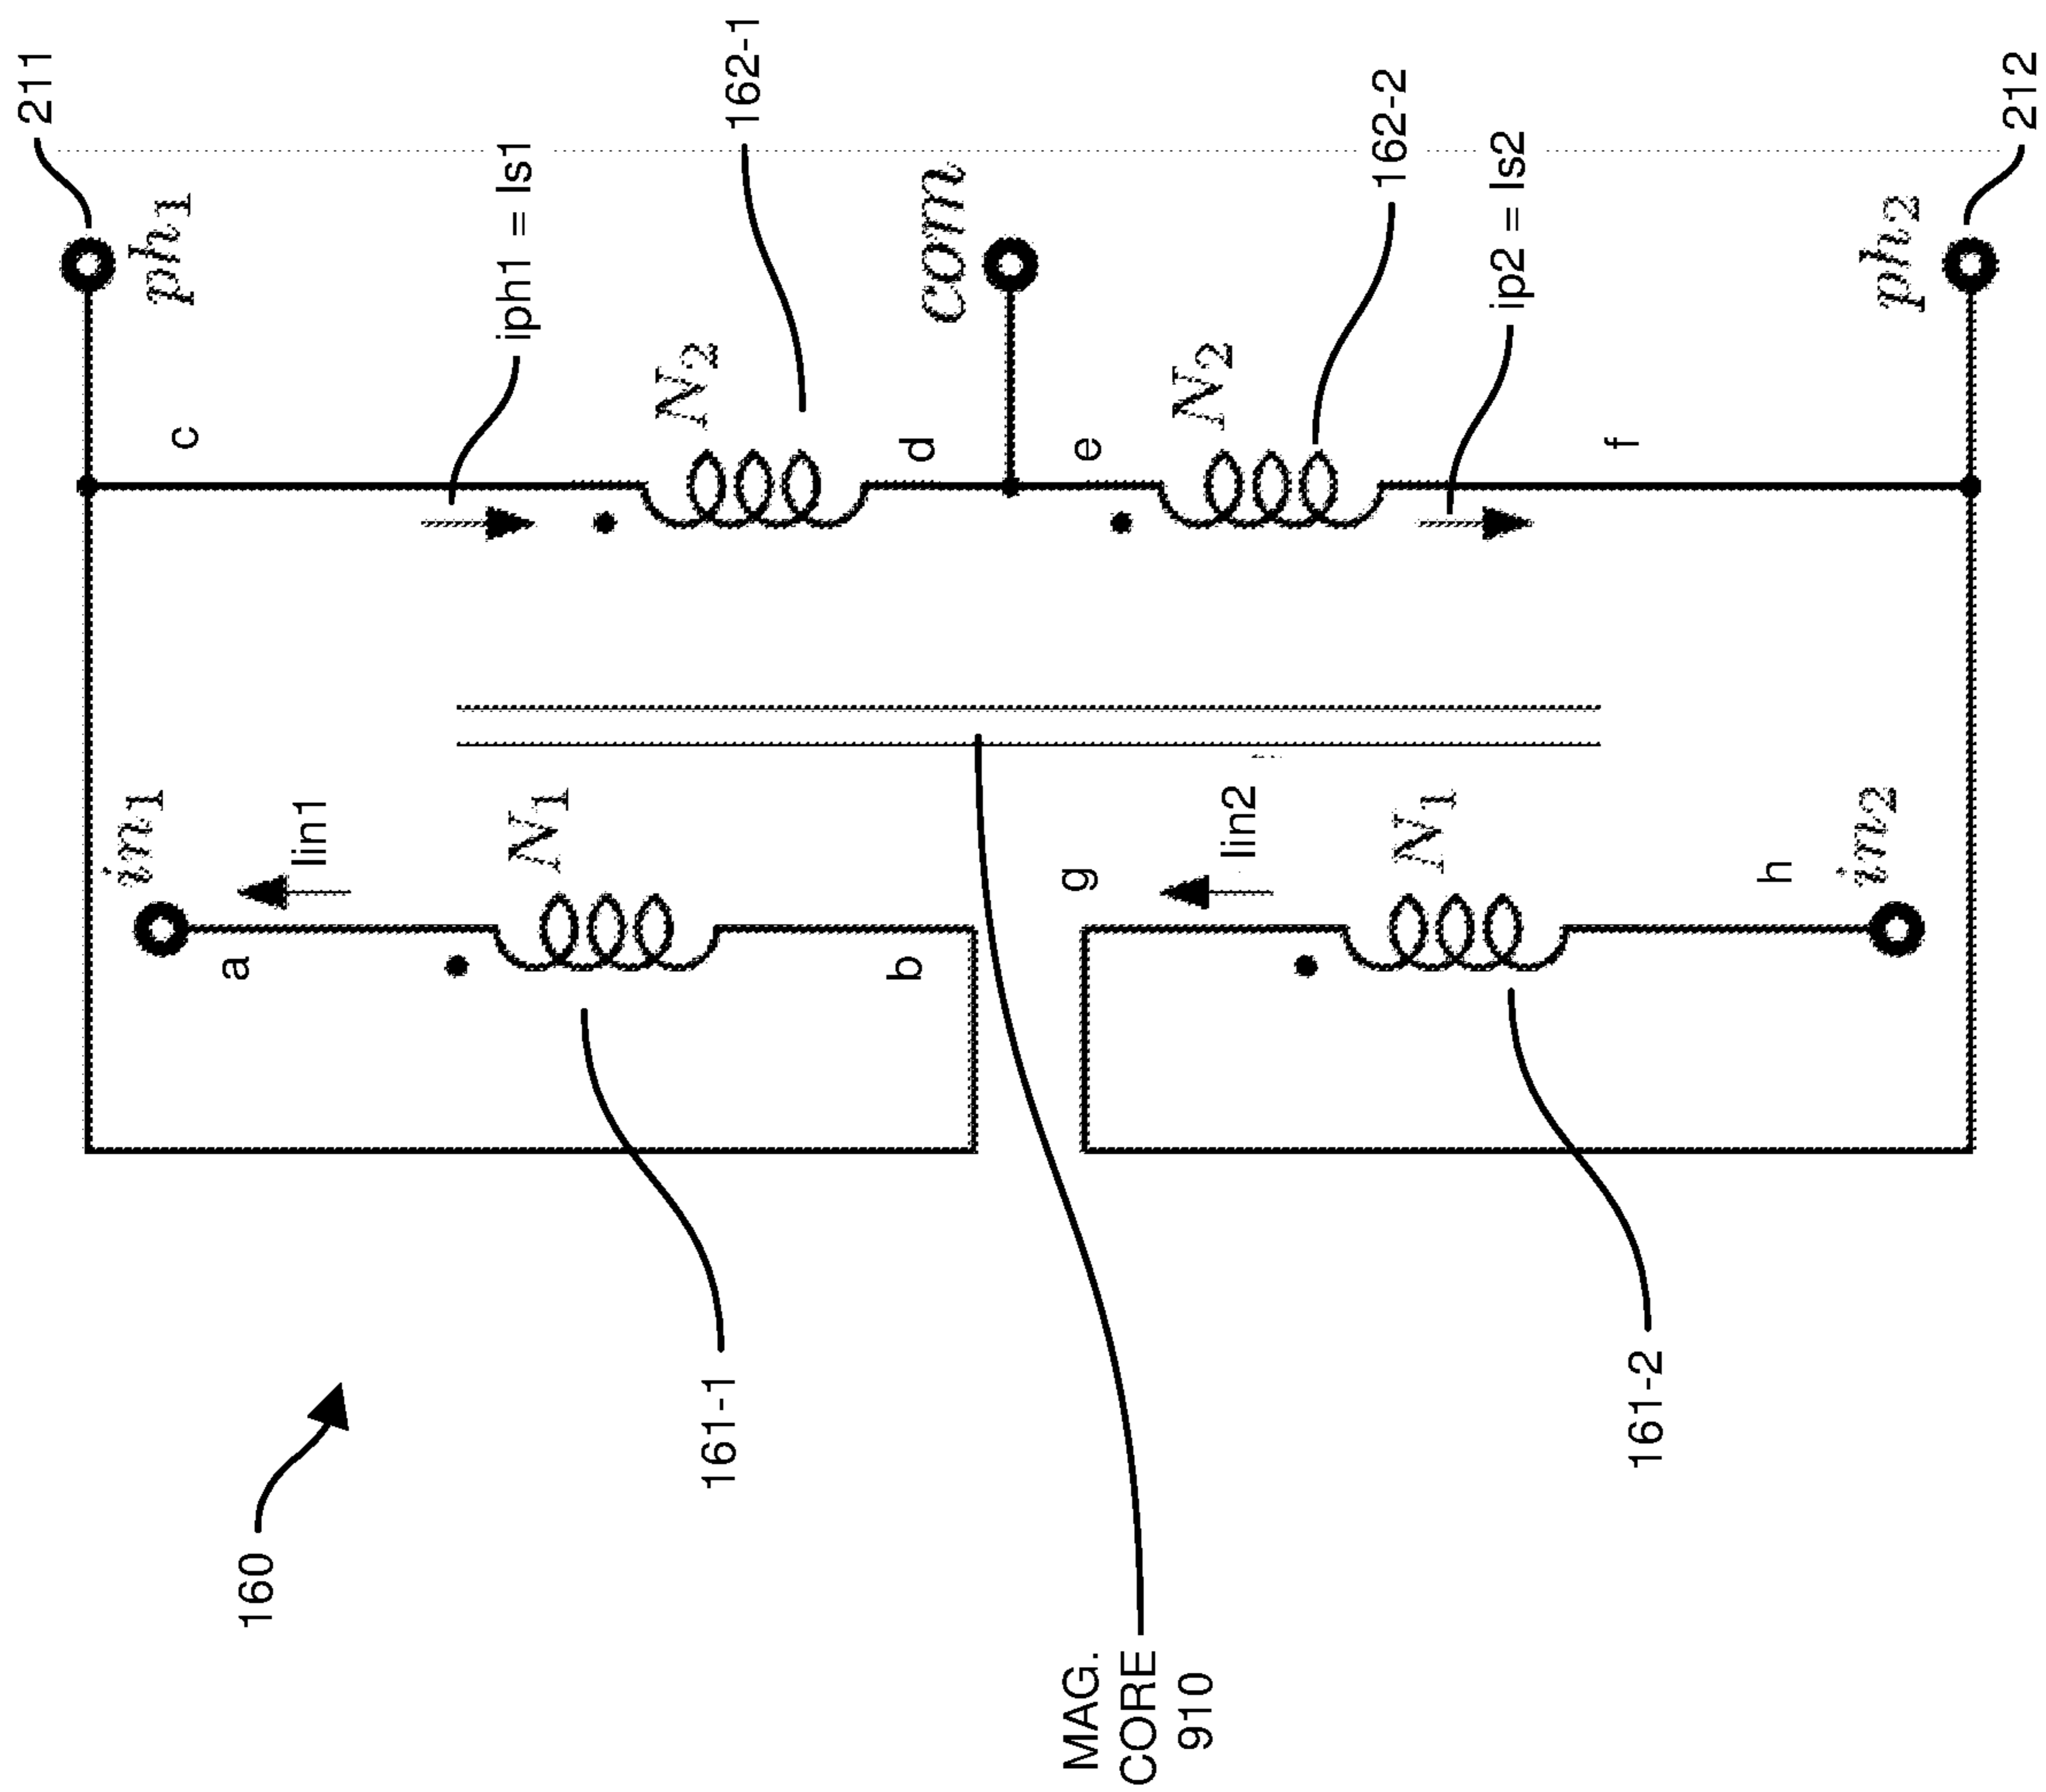 160
MAG.
CORE
910
161-1
161-2
in1
Iin1
N1
a
b
g
Iin2
N1
h
in2
c
d
e
f
N2
N2
iph1 = Is1
162-1
162-2
ip2 = Is2
211
ph1
com
ph2
212